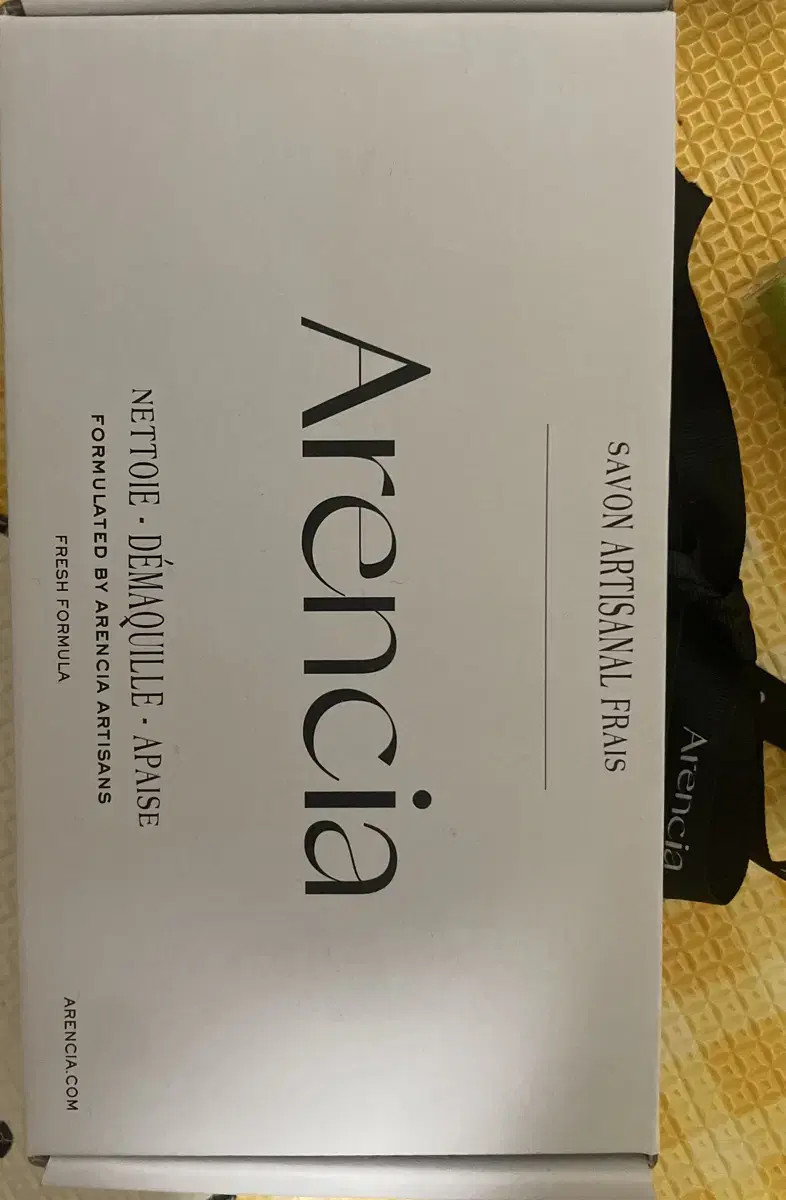 SAVON ARTISANAL FRAIS
Arencia
NETTOIE - DÉMAQUILLE - APAISE
FORMULATED BY ARENCIA ARTISANS
FRESH FORMULA
ARENCIA.COM
Arencia